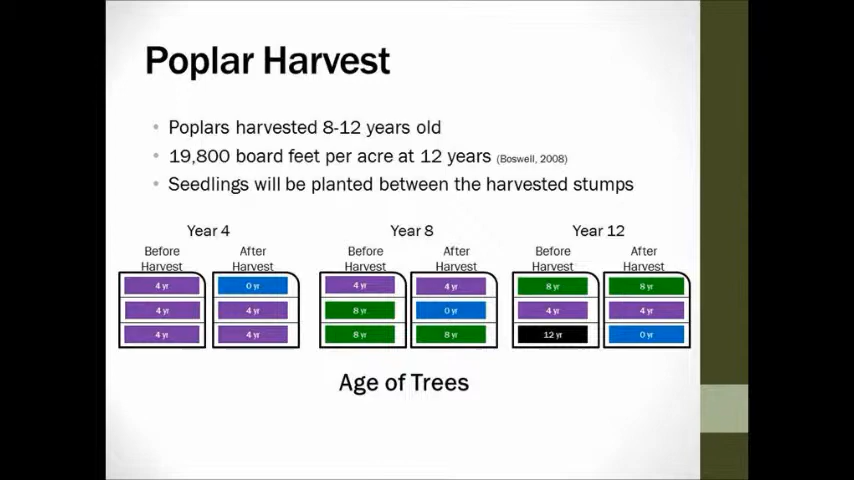 Poplar Harvest
• Poplars harvested 8-12 years old
• 19,800 board feet per acre at 12 years (Boswell, 2008)
• Seedlings will be planted between the harvested stumps
Year 4 Year 8 Year 12
Before After Before After Before After
Harvest Harvest Harvest Harvest Harvest Harvest
4 yr 0 yr 4 yr 4 yr 8 yr 8 yr
4 yr 4 yr 8 yr 0 yr 4 yr 4 yr
4 yr 4 yr 8 yr 8 yr 12 yr 0 yr
Age of Trees